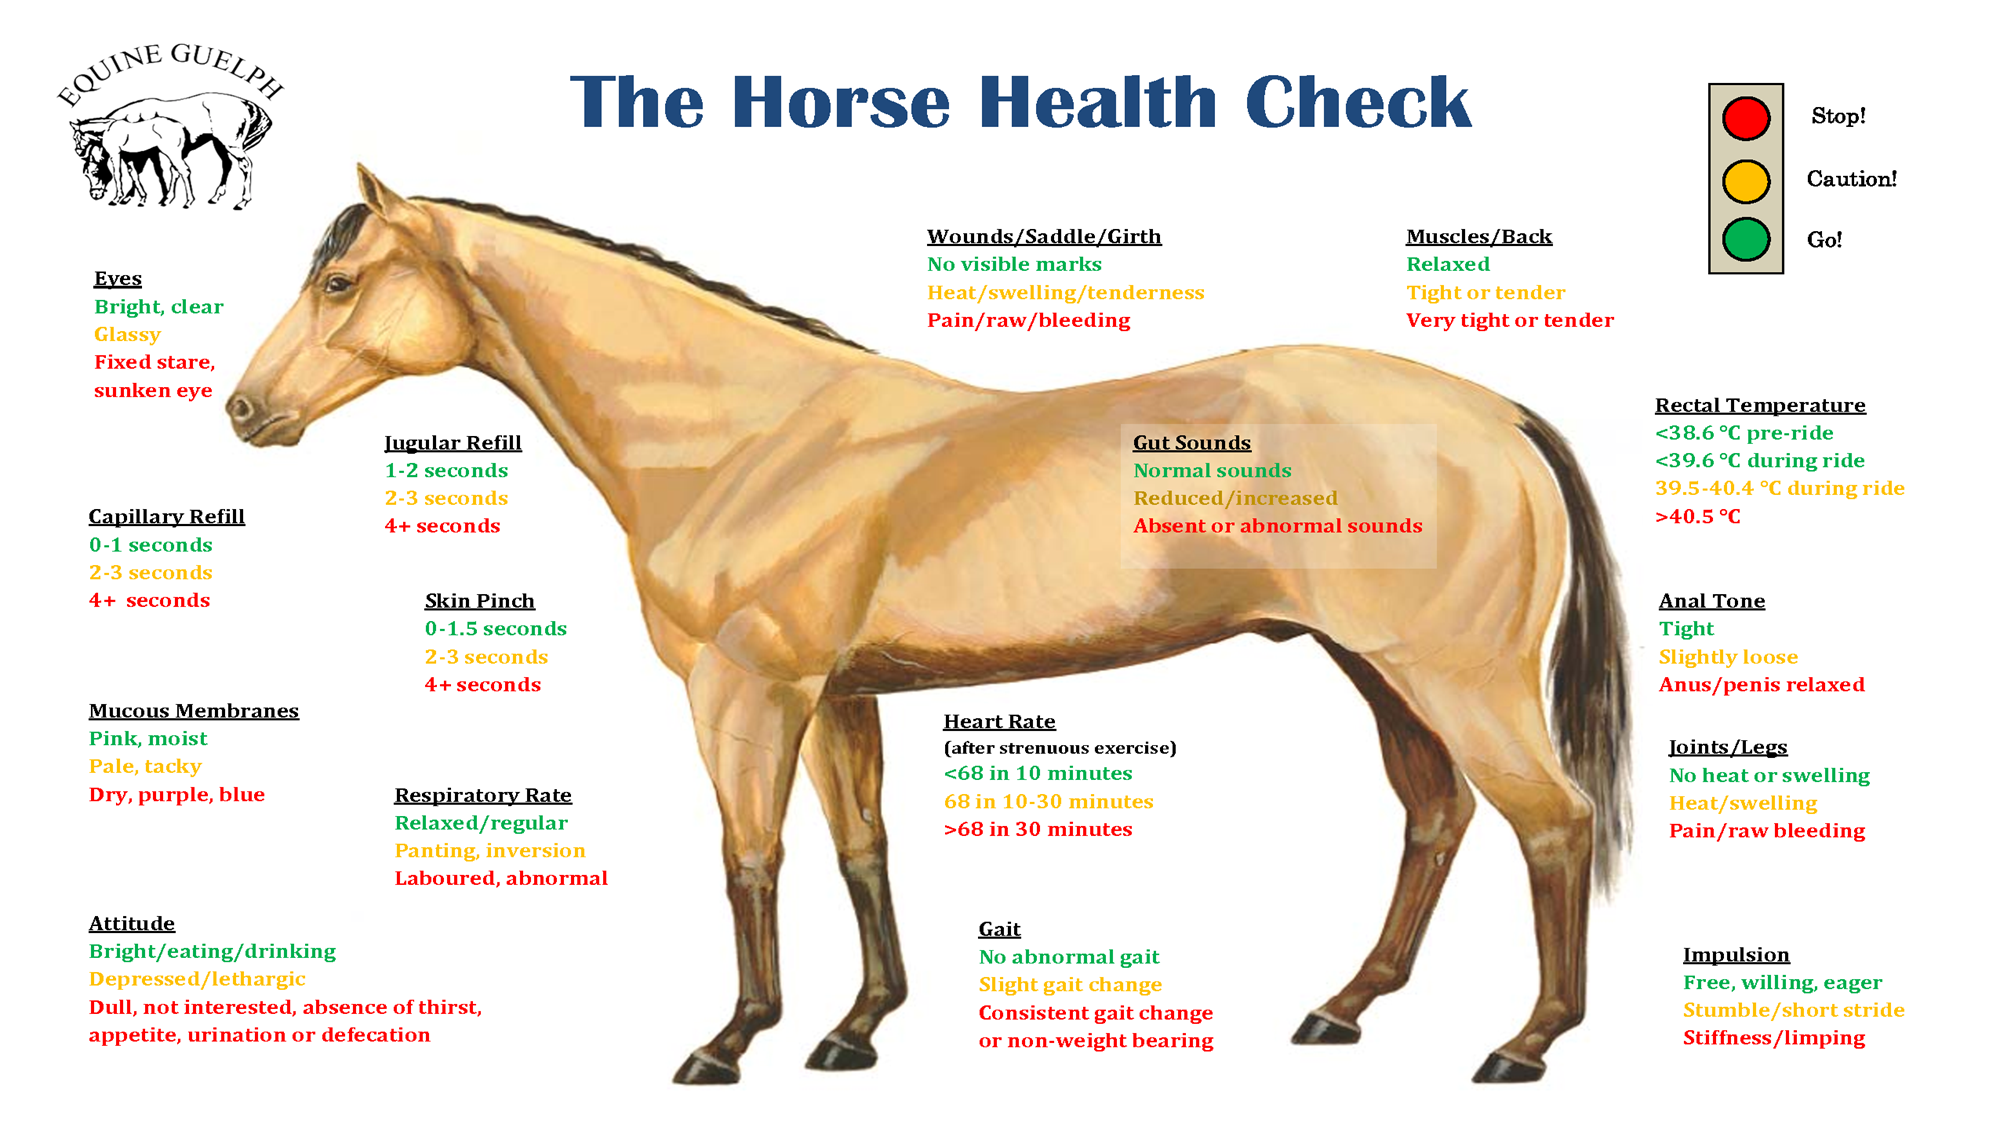 EQUINE GUELPH
The Horse Health Check
Stop!
Caution!
Go!
Eyes
Bright, clear
Glassy
Fixed stare,
sunken eye
Wounds/Saddle/Girth
No visible marks
Heat/swelling/tenderness
Pain/raw/bleeding
Muscles/Back
Relaxed
Tight or tender
Very tight or tender
Rectal Temperature
<38.6 °C pre-ride
<39.6 °C during ride
39.5-40.4 °C during ride
>40.5 °C
Jugular Refill
1-2 seconds
2-3 seconds
4+ seconds
Gut Sounds
Normal sounds
Reduced/increased
Absent or abnormal sounds
Capillary Refill
0-1 seconds
2-3 seconds
4+ seconds
Skin Pinch
0-1.5 seconds
2-3 seconds
4+ seconds
Anal Tone
Tight
Slightly loose
Anus/penis relaxed
Mucous Membranes
Pink, moist
Pale, tacky
Dry, purple, blue
Heart Rate
(after strenuous exercise)
<68 in 10 minutes
68 in 10-30 minutes
>68 in 30 minutes
Joints/Legs
No heat or swelling
Heat/swelling
Pain/raw bleeding
Respiratory Rate
Relaxed/regular
Panting, inversion
Laboured, abnormal
Attitude
Bright/eating/drinking
Depressed/lethargic
Dull, not interested, absence of thirst,
appetite, urination or defecation
Gait
No abnormal gait
Slight gait change
Consistent gait change
or non-weight bearing
Impulsion
Free, willing, eager
Stumble/short stride
Stiffness/limping